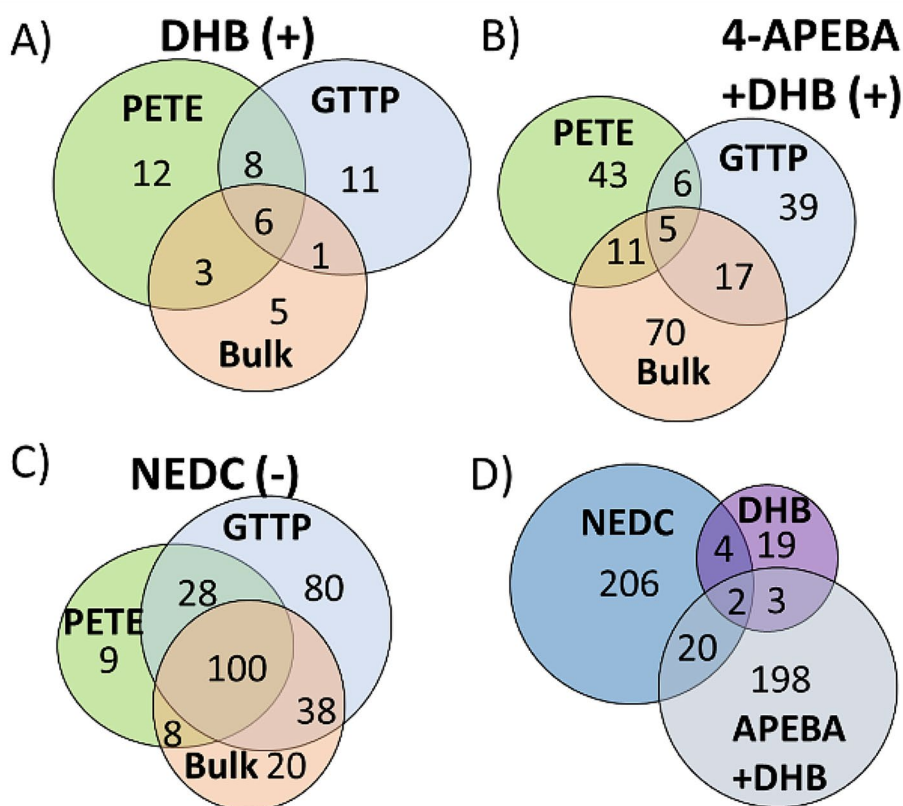 A)
DHB (+)
PETE
GTTP
12
8
11
6
3
1
5
Bulk
B)
4-APEBA
+DHB (+)
PETE
43
6
GTTP
39
5
11
17
70
Bulk
C)
NEDC (-)
GTTP
28
80
PETE
9
100
38
8
Bulk 20
D)
NEDC
DHB
4
19
206
2
3
20
198
APEBA
+DHB